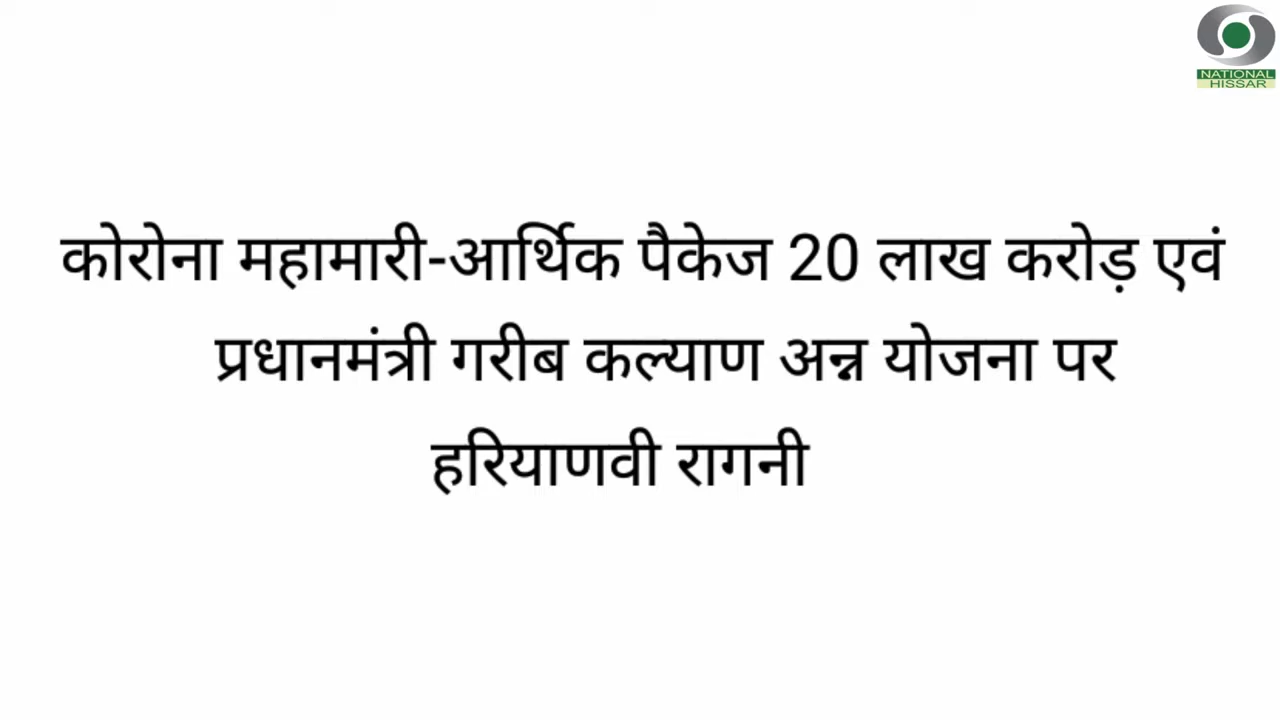 NATIONAL
HISSAR
कोरोना महामारी-आर्थिक पैकेज 20 लाख करोड़ एवं
प्रधानमंत्री गरीब कल्याण अन्न योजना पर
हरियाणवी रागनी